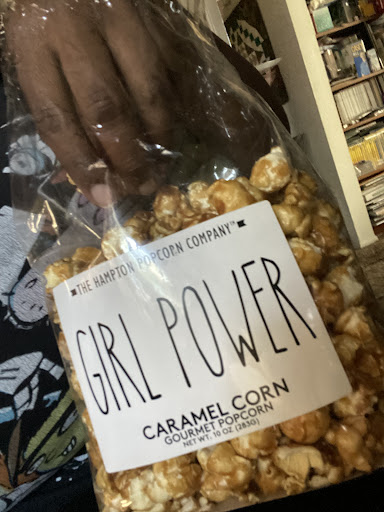 THE HAMPTON POPCORN COMPANY™
GIRL POWER
CARAMEL CORN
GOURMET POPCORN
NET WT. 10 OZ (283G)